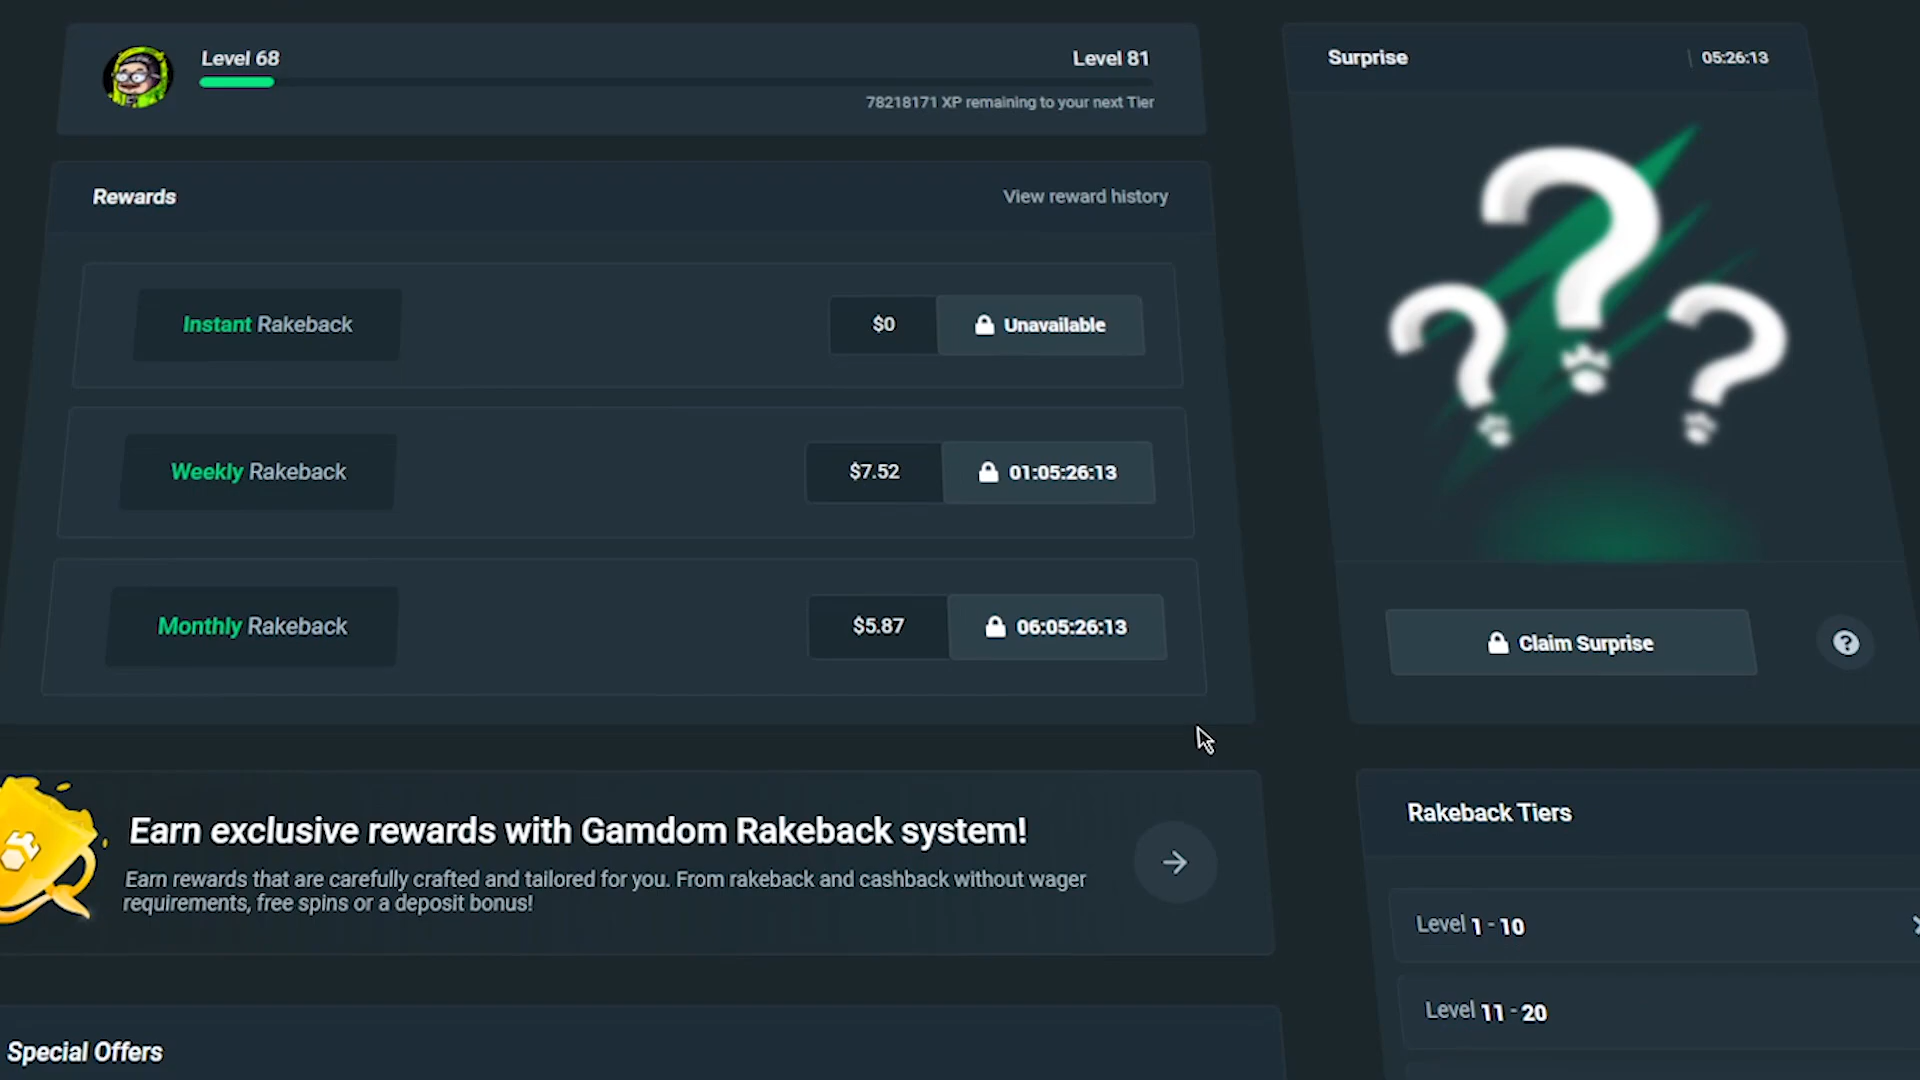 Level 68
Level 81
78218171 XP remaining to your next Tier
Surprise
05:26:13
Rewards
View reward history
Instant Rakeback
$0
Unavailable
Weekly Rakeback
$7.52
01:05:26:13
Monthly Rakeback
$5.87
06:05:26:13
Claim Surprise
?
Earn exclusive rewards with Gamdom Rakeback system!
Earn rewards that are carefully crafted and tailored for you. From rakeback and cashback without wager
requirements, free spins or a deposit bonus!
Rakeback Tiers
Level 1 - 10
Level 11 - 20
Special Offers